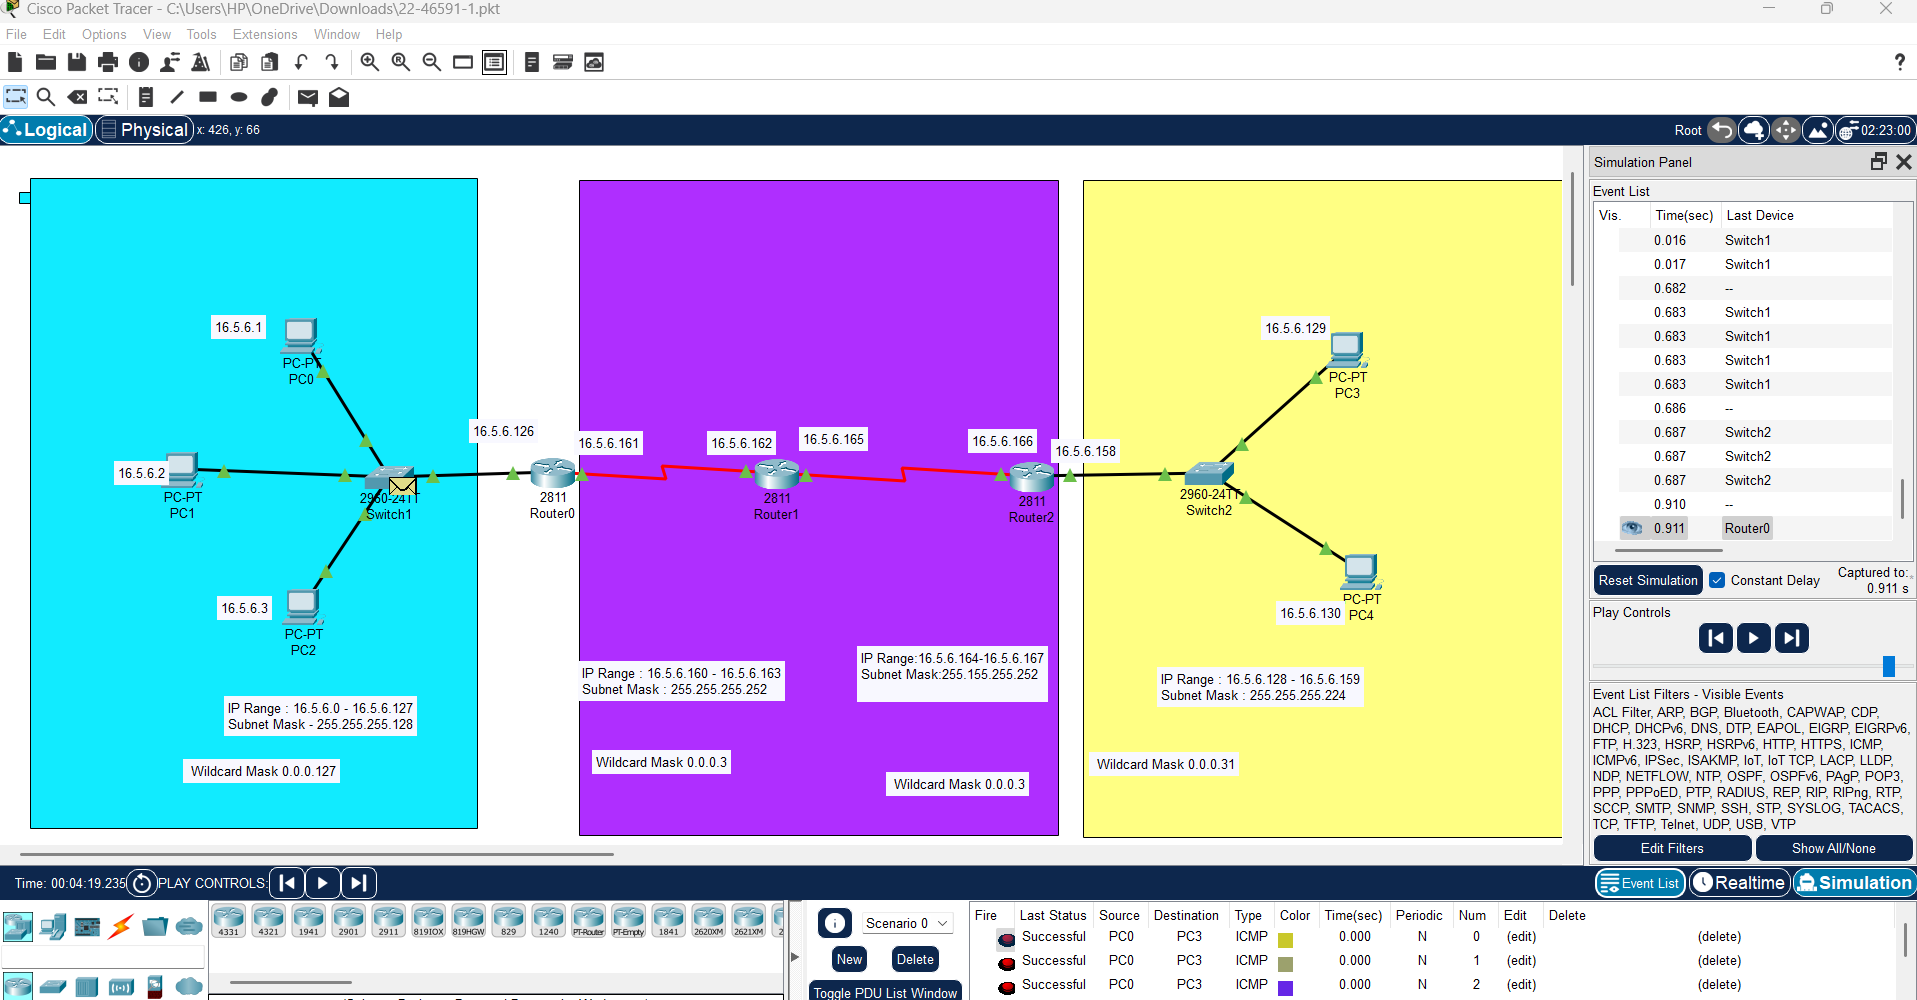 Cisco Packet Tracer - C:\Users\HP\OneDrive\Downloads\22-46591-1.pkt
File Edit Options View Tools Extensions Window Help
?
Logical Physical x: 426, y: 66
Root 02:23:00
16.5.6.1
PC-PT
PC0
16.5.6.2
PC-PT
PC1
16.5.6.3
PC-PT
PC2
2960-24TT
Switch1
IP Range : 16.5.6.0 - 16.5.6.127
Subnet Mask - 255.255.255.128
Wildcard Mask 0.0.0.127
16.5.6.126
2811
Router0
16.5.6.161
16.5.6.162
2811
Router1
16.5.6.165
16.5.6.166
2811
Router2
16.5.6.158
IP Range : 16.5.6.160 - 16.5.6.163
Subnet Mask : 255.255.255.252
IP Range:16.5.6.164-16.5.6.167
Subnet Mask:255.155.255.252
Wildcard Mask 0.0.0.3
Wildcard Mask 0.0.0.3
16.5.6.129
PC-PT
PC3
2960-24TT
Switch2
16.5.6.130
PC-PT
PC4
IP Range : 16.5.6.128 - 16.5.6.159
Subnet Mask : 255.255.255.224
Wildcard Mask 0.0.0.31
Simulation Panel
Event List
Vis. Time(sec) Last Device
0.016 Switch1
0.017 Switch1
0.682 --
0.683 Switch1
0.683 Switch1
0.683 Switch1
0.683 Switch1
0.686 --
0.687 Switch2
0.687 Switch2
0.687 Switch2
0.910 --
0.911 Router0
Reset Simulation Constant Delay Captured to:
0.911 s
Play Controls
Event List Filters - Visible Events
ACL Filter, ARP, BGP, Bluetooth, CAPWAP, CDP,
DHCP, DHCPv6, DNS, DTP, EAPOL, EIGRP, EIGRPv6,
FTP, H.323, HSRP, HSRPv6, HTTP, HTTPS, ICMP,
ICMPv6, IPSec, ISAKMP, IoT, IoT TCP, LACP, LLDP,
NDP, NETFLOW, NTP, OSPF, OSPFv6, PAgP, POP3,
PPP, PPPoED, PTP, RADIUS, REP, RIP, RIPng, RTP,
SCCP, SMTP, SNMP, SSH, STP, SYSLOG, TACACS,
TCP, TFTP, Telnet, UDP, USB, VTP
Edit Filters Show All/None
Time: 00:04:19.235 PLAY CONTROLS:
Event List Realtime Simulation
4331 4321 1941 2901 2911 819IOX 819HGW 829 1240 PT-Router PT-Empty 1841 2620XM 2621XM
Scenario 0
New Delete
Toggle PDU List Window
Fire Last Status Source Destination Type Color Time(sec) Periodic Num Edit Delete
Successful PC0 PC3 ICMP 0.000 N 0 (edit) (delete)
Successful PC0 PC3 ICMP 0.000 N 1 (edit) (delete)
Successful PC0 PC3 ICMP 0.000 N 2 (edit) (delete)